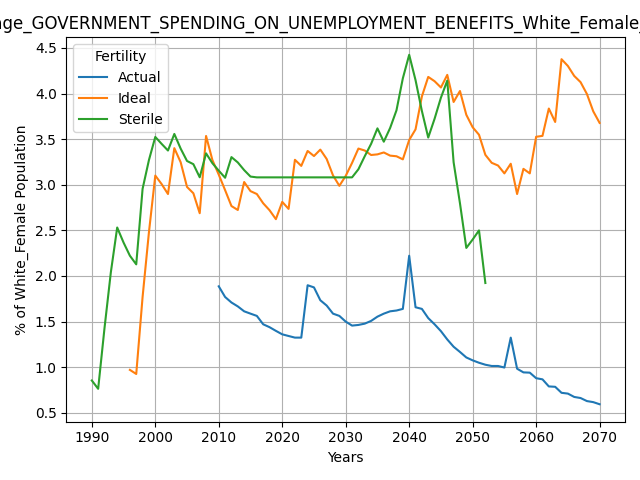 age_GOVERNMENT_SPENDING_ON_UNEMPLOYMENT_BENEFITS_White_Female_
Fertility
Actual
Ideal
Sterile
% of White_Female Population
4.5
4.0
3.5
3.0
2.5
2.0
1.5
1.0
0.5
1990 2000 2010 2020 2030 2040 2050 2060 2070
Years